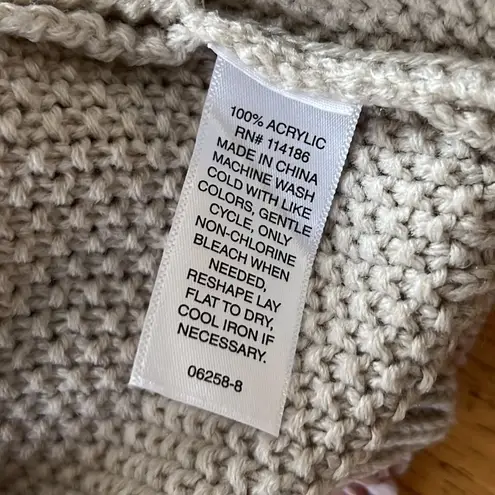 100% ACRYLIC
RN# 114186
MADE IN CHINA
MACHINE WASH
COLD WITH LIKE
COLORS, GENTLE
CYCLE, ONLY
NON-CHLORINE
BLEACH WHEN
NEEDED,
RESHAPE LAY
FLAT TO DRY,
COOL IRON IF
NECESSARY.
06258-8